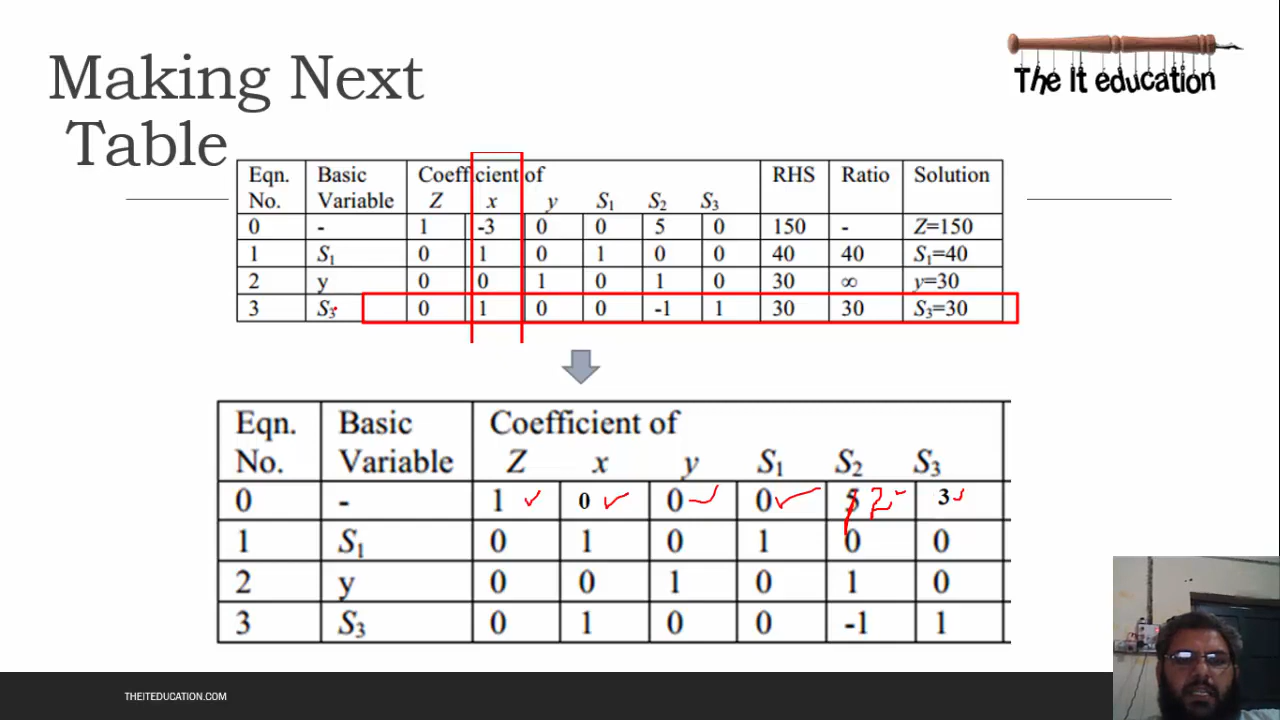 Making Next
Table
The It education
Eqn. No. Basic Variable Coefficient of RHS Ratio Solution
Z x y S1 S2 S3
0 - 1 -3 0 0 5 0 150 - Z=150
1 S1 0 1 0 1 0 0 40 40 S1=40
2 y 0 0 1 0 1 0 30 ∞ y=30
3 S3 0 1 0 0 -1 1 30 30 S3=30
Eqn. No. Basic Variable Coefficient of
Z x y S1 S2 S3
0 - 1 0 0 0 5 2 3
1 S1 0 1 0 1 0 0
2 y 0 0 1 0 1 0
3 S3 0 1 0 0 -1 1
THEITEDUCATION.COM